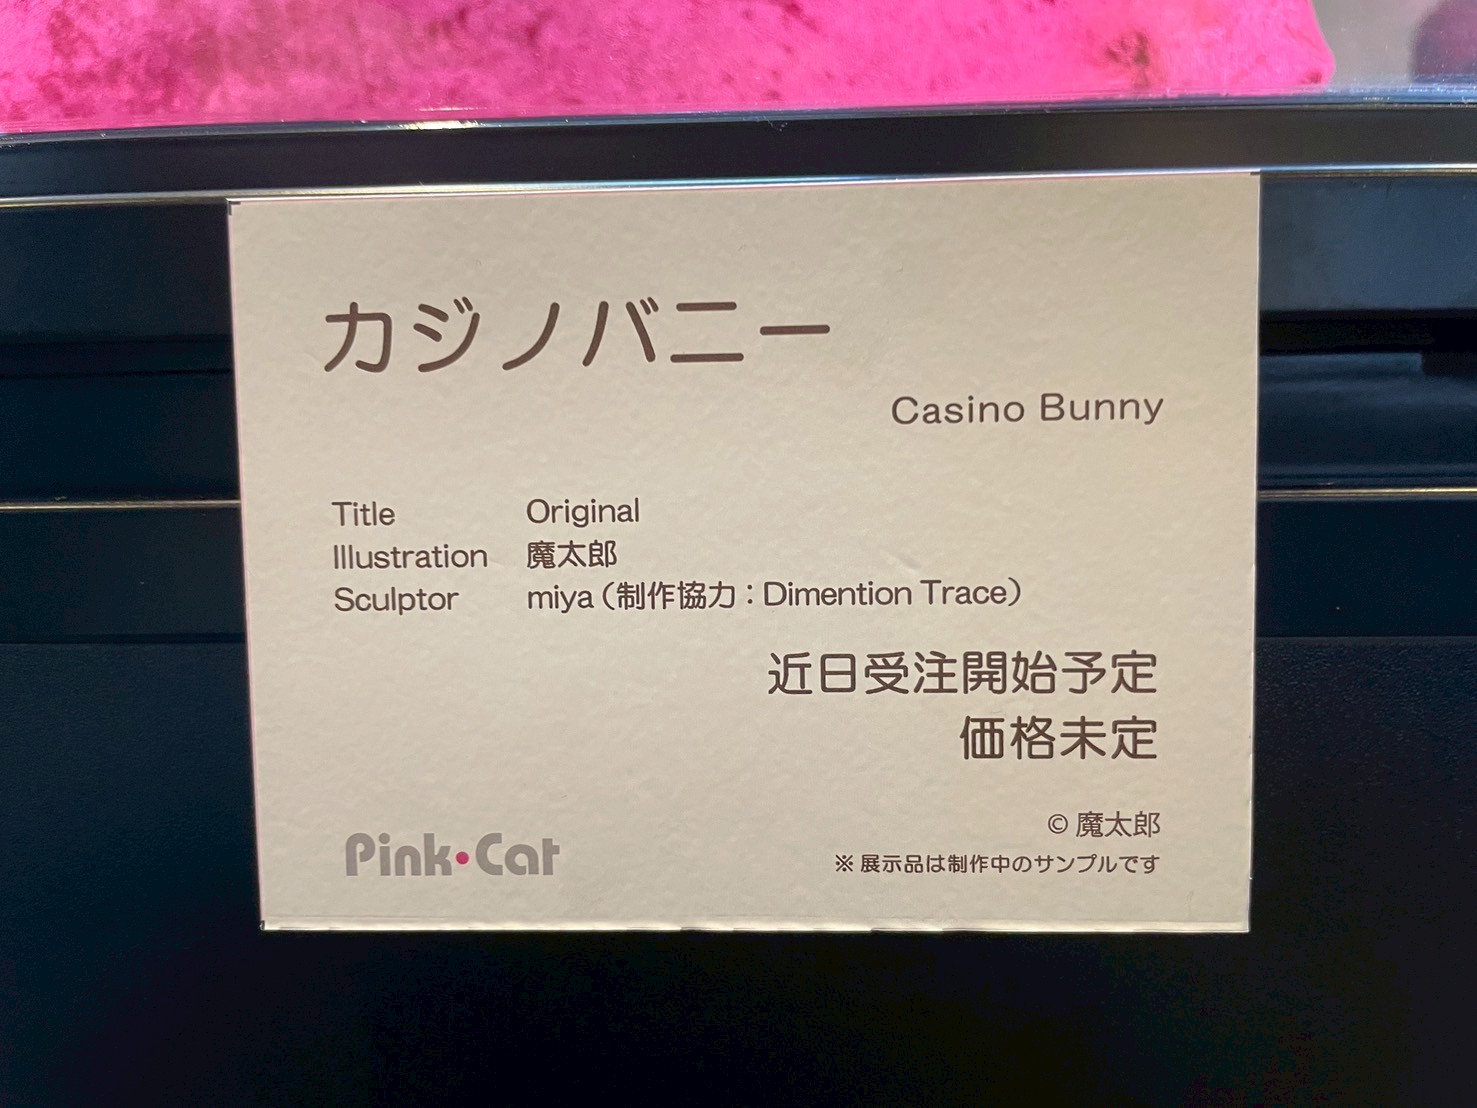 カジノバニー
Casino Bunny
Title Original
Illustration 魔太郎
Sculptor miya（制作協力：Dimention Trace）
近日受注開始予定
価格未定
© 魔太郎
※ 展示品は制作中のサンプルです
Pink•Cat